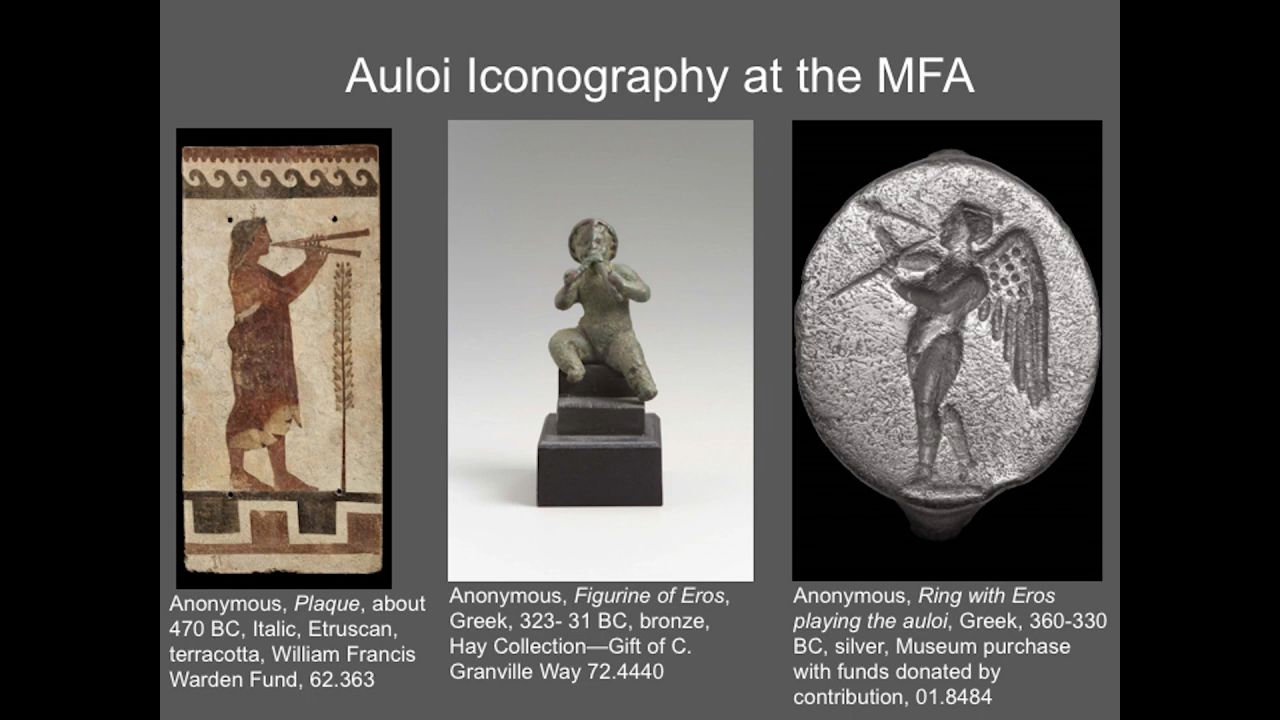 Auloi Iconography at the MFA
Anonymous, Plaque, about
470 BC, Italic, Etruscan,
terracotta, William Francis
Warden Fund, 62.363
Anonymous, Figurine of Eros,
Greek, 323- 31 BC, bronze,
Hay Collection—Gift of C.
Granville Way 72.4440
Anonymous, Ring with Eros
playing the auloi, Greek, 360-330
BC, silver, Museum purchase
with funds donated by
contribution, 01.8484